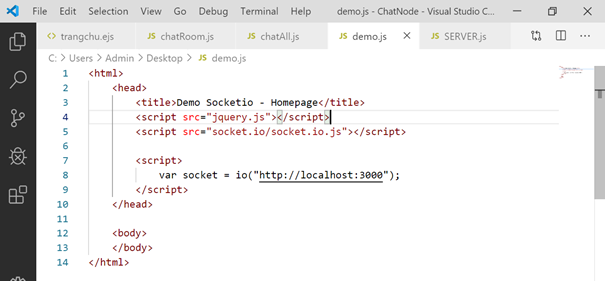 File Edit Selection View Go Debug Terminal Help demo.js - ChatNode - Visual Studio C...
trangchu.ejs JS chatRoom.js JS chatAll.js JS demo.js JS SERVER.js
C: > Users > Admin > Desktop > JS demo.js
1 <html>
2 <head>
3 <title>Demo Socketio - Homepage</title>
4 <script src="jquery.js"></script>
5 <script src="socket.io/socket.io.js"></script>
6
7 <script>
8 var socket = io("http://localhost:3000");
9 </script>
10 </head>
11
12 <body>
13 </body>
14 </html>